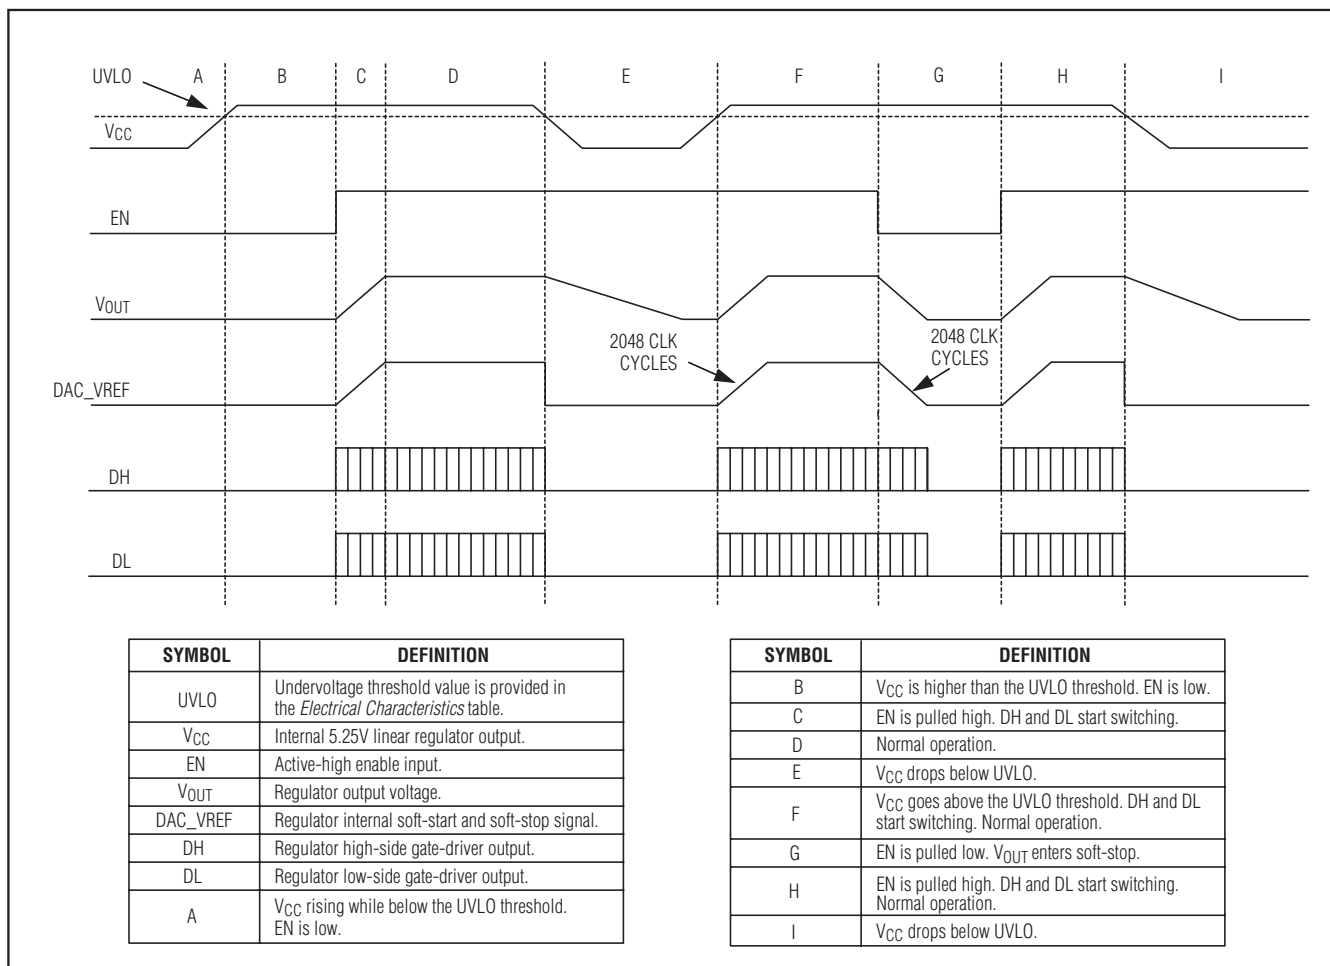 UVLO A B C D E F G H I
VCC
EN
VOUT
2048 CLK
CYCLES
2048 CLK
CYCLES
DAC_VREF
DH
DL
SYMBOL DEFINITION
UVLO Undervoltage threshold value is provided in
the Electrical Characteristics table.
VCC Internal 5.25V linear regulator output.
EN Active-high enable input.
VOUT Regulator output voltage.
DAC_VREF Regulator internal soft-start and soft-stop signal.
DH Regulator high-side gate-driver output.
DL Regulator low-side gate-driver output.
A VCC rising while below the UVLO threshold.
EN is low.
SYMBOL DEFINITION
B VCC is higher than the UVLO threshold. EN is low.
C EN is pulled high. DH and DL start switching.
D Normal operation.
E VCC drops below UVLO.
F VCC goes above the UVLO threshold. DH and DL
start switching. Normal operation.
G EN is pulled low. VOUT enters soft-stop.
H EN is pulled high. DH and DL start switching.
Normal operation.
I VCC drops below UVLO.